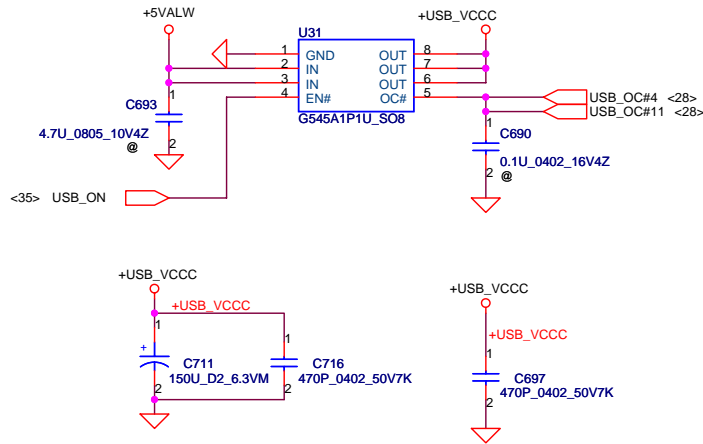 +5VALW
+USB_VCCC
U31
1 GND OUT 8
2 IN OUT 7
3 IN OUT 6
4 EN# OC# 5
G545A1P1U_SO8
1
C693
4.7U_0805_10V4Z
2
@
USB_OC#4 <28>
USB_OC#11 <28>
1
C690
0.1U_0402_16V4Z
2
@
<35> USB_ON
+USB_VCCC
+USB_VCCC
1
+
C711
150U_D2_6.3VM
2
1
C716
470P_0402_50V7K
2
+USB_VCCC
+USB_VCCC
1
C697
470P_0402_50V7K
2